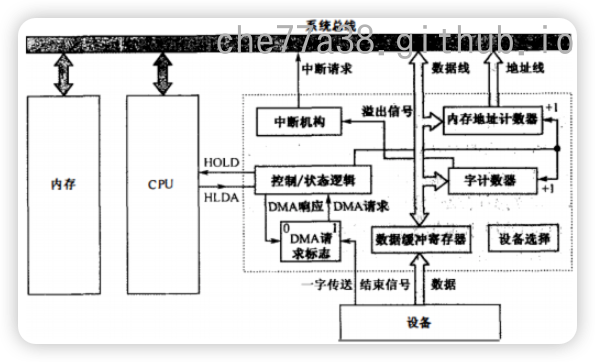 系统总线
che77a38.github.io
中断请求
数据线
地址线
溢出信号
+1
中断机构
内存地址计数器
内存
CPU
HOLD
HLDA
控制/状态逻辑
字计数器
+1
DMA响应
DMA请求
0
1
DMA请
求标志
数据缓冲寄存器
设备选择
一字传送
结束信号
数据
设备